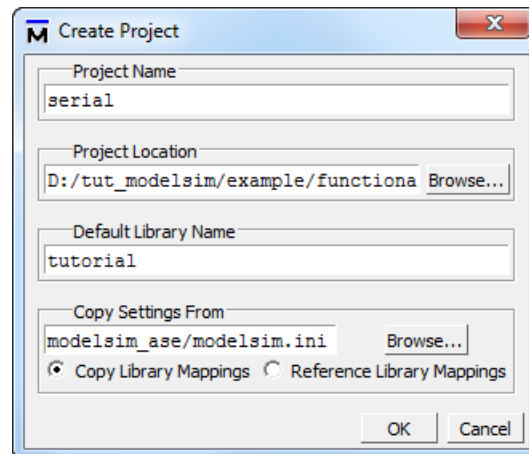 Create Project
Project Name
serial
Project Location
D:/tut_modelsim/example/functiona Browse...
Default Library Name
tutorial
Copy Settings From
modelsim_ase/modelsim.ini Browse...
Copy Library Mappings Reference Library Mappings
OK Cancel